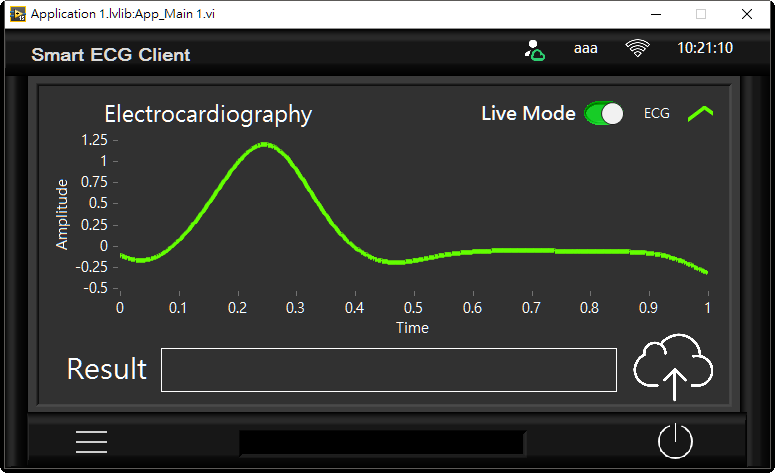 Application 1.lvlib:App_Main 1.vi
Smart ECG Client
aaa
10:21:10
Electrocardiography
Live Mode
ECG
Amplitude
1.25
1
0.75
0.5
0.25
0
-0.25
-0.5
0 0.1 0.2 0.3 0.4 0.5 0.6 0.7 0.8 0.9 1
Time
Result